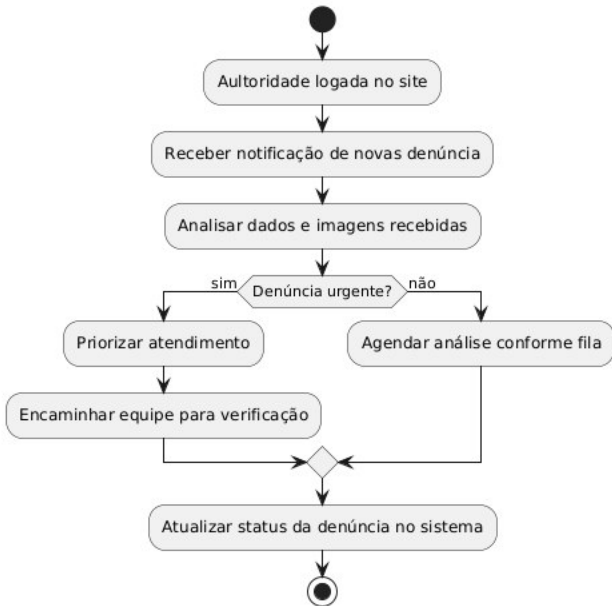 Aultoridade logada no site
Receber notificação de novas denúncia
Analisar dados e imagens recebidas
sim
Denúncia urgente?
não
Priorizar atendimento
Agendar análise conforme fila
Encaminhar equipe para verificação
Atualizar status da denúncia no sistema